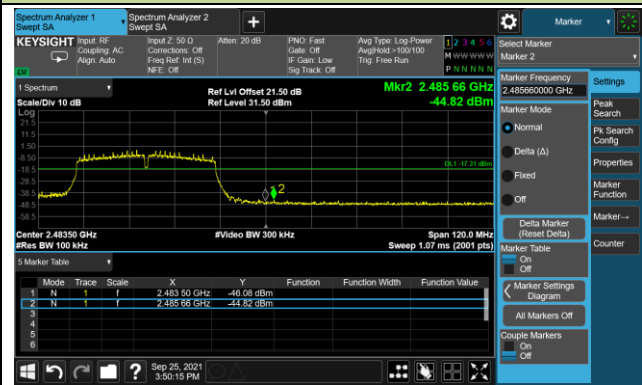 Spectrum Analyzer 1
Swept SA
Spectrum Analyzer 2
Swept SA
Marker
KEYSIGHT
Input: RF
Coupling: AC
Align: Auto
Input Z: 50 Ω
Corrections: Off
Freq Ref: Int (S)
NFE: Off
Atten: 20 dB
PNO: Fast
Gate: Off
IF Gain: Low
Sig Track: Off
Avg Type: Log-Power
Avg|Hold:>100/100
Trig: Free Run
1 2 3 4 5 6
M W W W W W
P N N N N N
Select Marker
Marker 2
1 Spectrum
Scale/Div 10 dB
Log
Ref Lvl Offset 21.50 dB
Ref Level 31.50 dBm
Mkr2 2.485 66 GHz
-44.82 dBm
21.5
11.5
1.50
-8.50
-18.5
-28.5
-38.5
-48.5
-58.5
DL1 -17.31 dBm
2
Center 2.48350 GHz
#Res BW 100 kHz
#Video BW 300 kHz
Span 120.0 MHz
Sweep 1.07 ms (2001 pts)
5 Marker Table
Mode Trace Scale X Y Function Function Width Function Value
1 N 1 f 2.483 50 GHz -46.08 dBm
2 N 1 f 2.485 66 GHz -44.82 dBm
3
4
5
6
Marker Frequency
2.485660000 GHz
Marker Mode
Normal
Delta (Δ)
Fixed
Off
Delta Marker
(Reset Delta)
Marker Table
On
Off
Marker Settings
Diagram
All Markers Off
Couple Markers
On
Off
Settings
Peak
Search
Pk Search
Config
Properties
Marker
Function
Marker→
Counter
Sep 25, 2021
3:50:15 PM